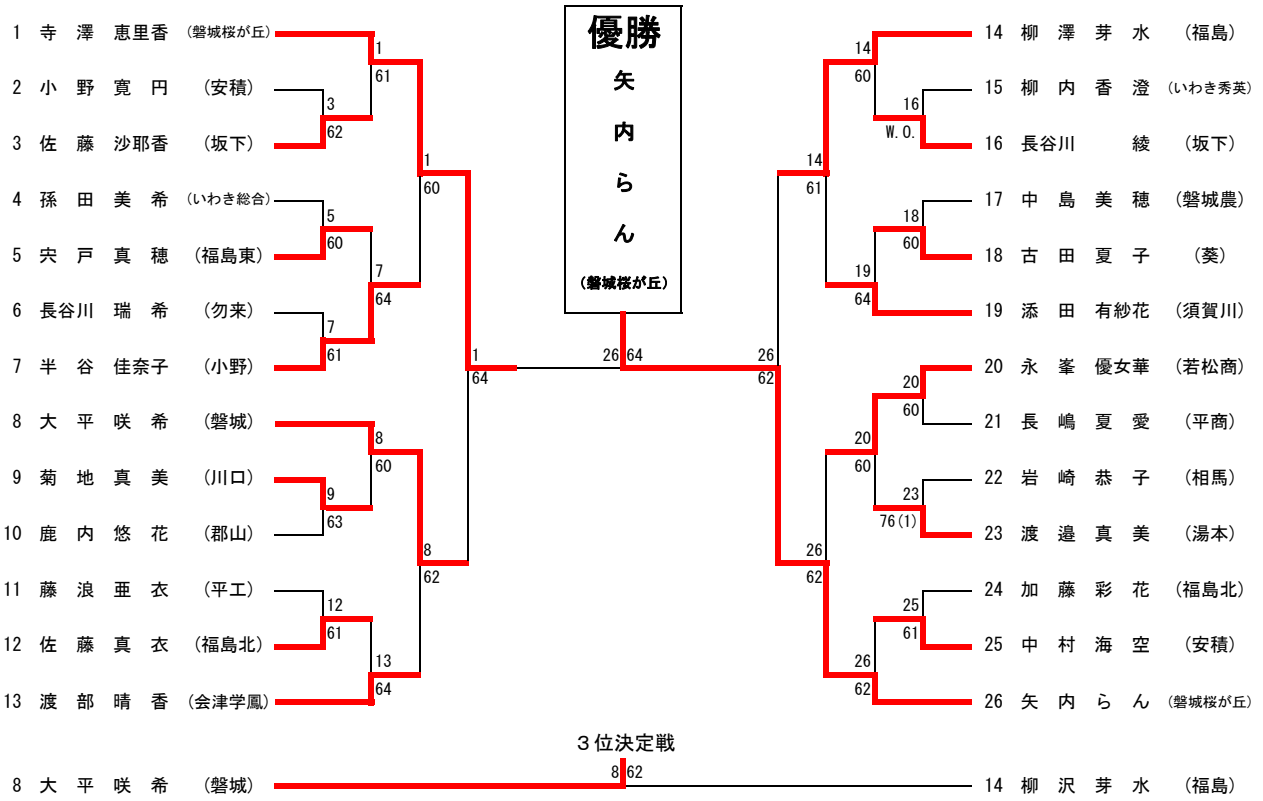 優勝
矢
内
ら
ん
(磐城桜が丘)
1 寺 澤 恵里香 (磐城桜が丘)
2 小 野 寛 円 (安積)
3 佐 藤 沙耶香 (坂下)
4 孫 田 美 希 (いわき総合)
5 宍 戸 真 穂 (福島東)
6 長谷川 瑞 希 (勿来)
7 半 谷 佳奈子 (小野)
8 大 平 咲 希 (磐城)
9 菊 地 真 美 (川口)
10 鹿 内 悠 花 (郡山)
11 藤 浪 亜 衣 (平工)
12 佐 藤 真 衣 (福島北)
13 渡 部 晴 香 (会津学鳳)
3
62
5
60
7
61
9
63
12
61
1
61
7
64
8
60
13
64
1
60
8
62
1
64
26 64
26
62
14
61
26
62
14
60
19
64
20
60
26
62
16
W.O.
18
60
20
60
23
76(1)
25
61
14 柳 澤 芽 水 (福島)
15 柳 内 香 澄 (いわき秀英)
16 長谷川 綾 (坂下)
17 中 島 美 穂 (磐城農)
18 古 田 夏 子 (葵)
19 添 田 有紗花 (須賀川)
20 永 峯 優女華 (若松商)
21 長 嶋 夏 愛 (平商)
22 岩 崎 恭 子 (相馬)
23 渡 邉 真 美 (湯本)
24 加 藤 彩 花 (福島北)
25 中 村 海 空 (安積)
26 矢 内 ら ん (磐城桜が丘)
3位決定戦
8 大 平 咲 希 (磐城)
8 62
14 柳 沢 芽 水 (福島)